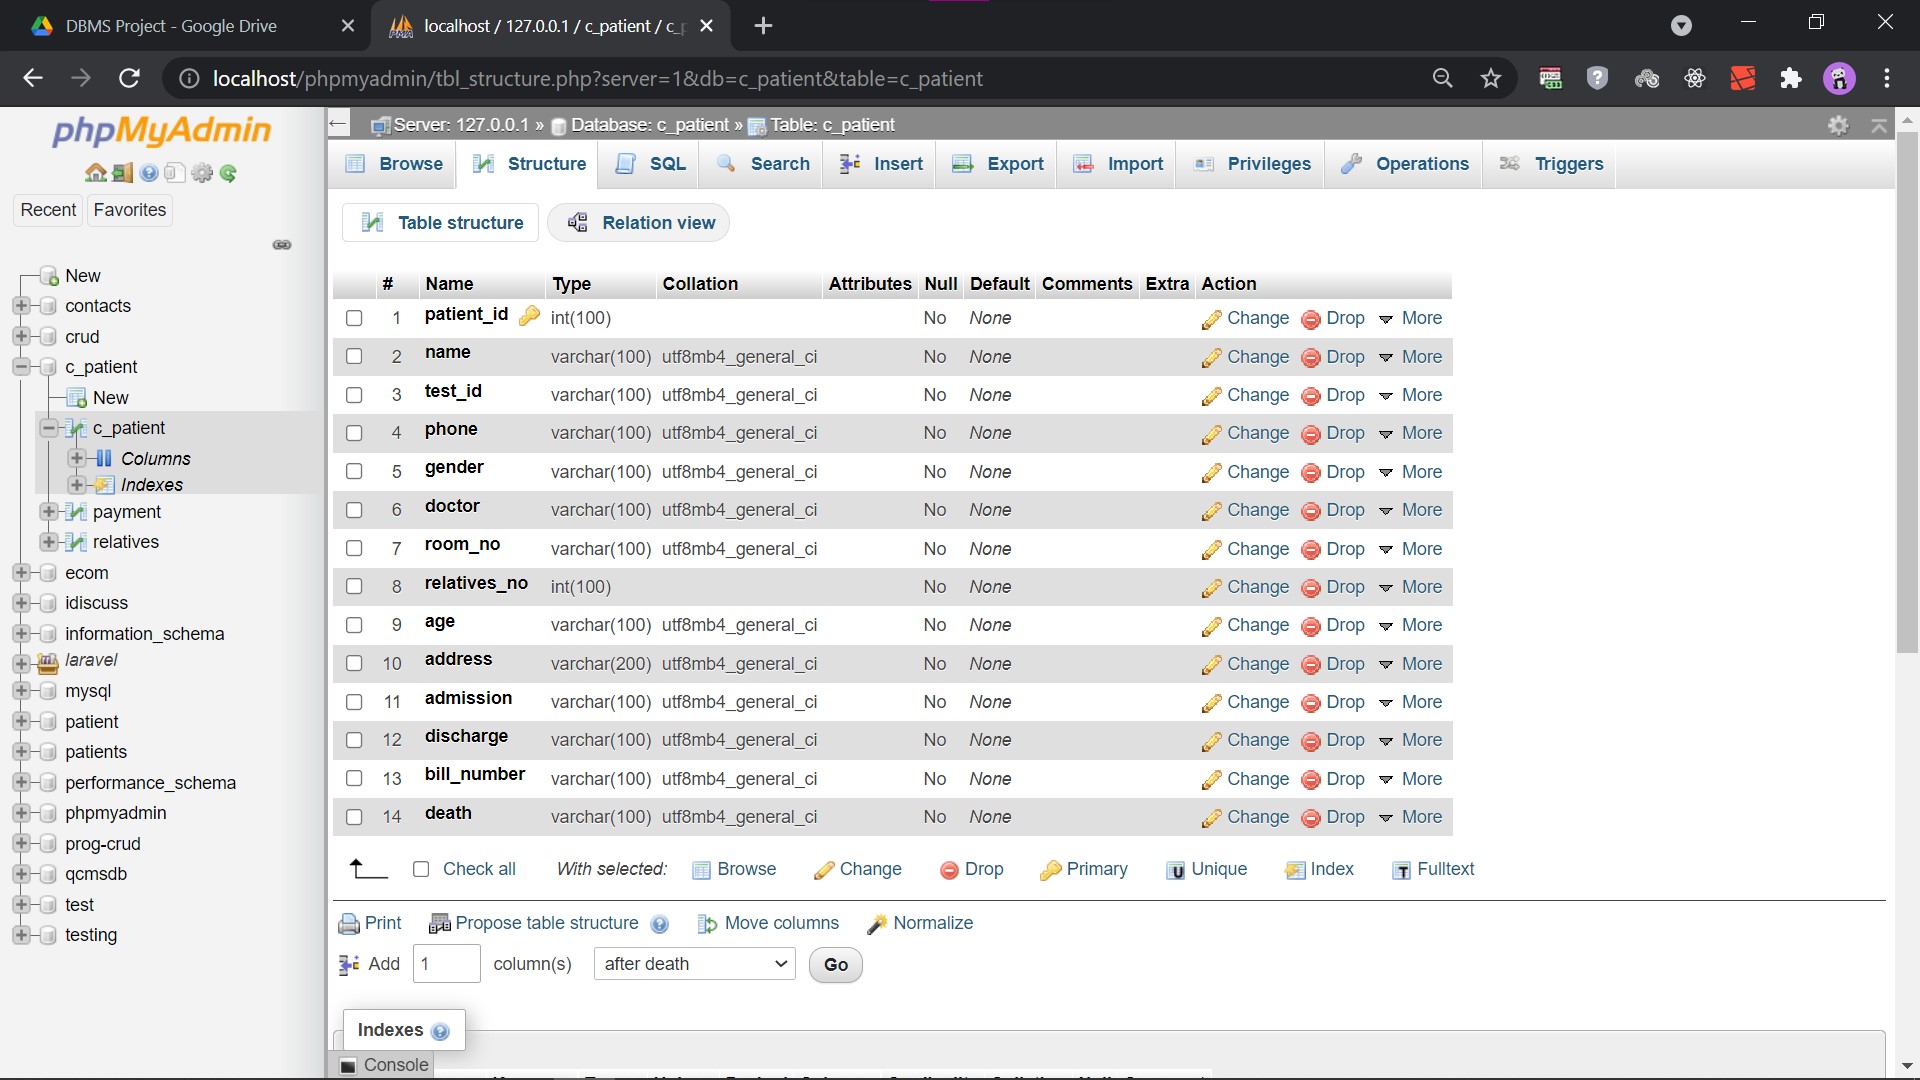 DBMS Project - Google Drive
localhost / 127.0.0.1 / c_patient / c_p
localhost/phpmyadmin/tbl_structure.php?server=1&db=c_patient&table=c_patient
phpMyAdmin
Recent Favorites
New
contacts
crud
c_patient
New
c_patient
Columns
Indexes
payment
relatives
ecom
idiscuss
information_schema
laravel
mysql
patient
patients
performance_schema
phpmyadmin
prog-crud
qcmsdb
test
testing
Server: 127.0.0.1 » Database: c_patient » Table: c_patient
Browse Structure SQL Search Insert Export Import Privileges Operations Triggers
Table structure Relation view
# Name Type Collation Attributes Null Default Comments Extra Action
1 patient_id int(100) No None Change Drop More
2 name varchar(100) utf8mb4_general_ci No None Change Drop More
3 test_id varchar(100) utf8mb4_general_ci No None Change Drop More
4 phone varchar(100) utf8mb4_general_ci No None Change Drop More
5 gender varchar(100) utf8mb4_general_ci No None Change Drop More
6 doctor varchar(100) utf8mb4_general_ci No None Change Drop More
7 room_no varchar(100) utf8mb4_general_ci No None Change Drop More
8 relatives_no int(100) No None Change Drop More
9 age varchar(100) utf8mb4_general_ci No None Change Drop More
10 address varchar(200) utf8mb4_general_ci No None Change Drop More
11 admission varchar(100) utf8mb4_general_ci No None Change Drop More
12 discharge varchar(100) utf8mb4_general_ci No None Change Drop More
13 bill_number varchar(100) utf8mb4_general_ci No None Change Drop More
14 death varchar(100) utf8mb4_general_ci No None Change Drop More
Check all With selected: Browse Change Drop Primary Unique Index Fulltext
Print Propose table structure Move columns Normalize
Add 1 column(s) after death Go
Indexes
Console